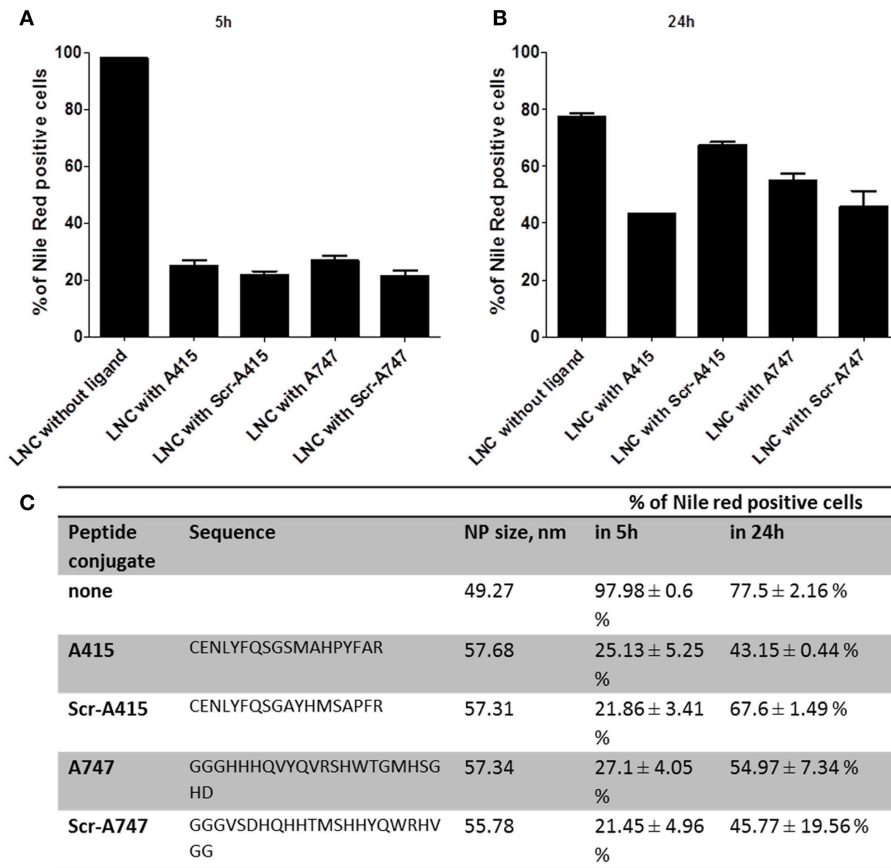 A
5h
% of Nile Red positive cells
100
80
60
40
20
0
LNC without ligand
LNC with A415
LNC with Scr-A415
LNC with A747
LNC with Scr-A747
B
24h
% of Nile Red positive cells
100
80
60
40
20
0
LNC without ligand
LNC with A415
LNC with Scr-A415
LNC with A747
LNC with Scr-A747
C
% of Nile red positive cells
Peptide Sequence NP size, nm in 5h in 24h
conjugate
none 49.27 97.98 ± 0.6 77.5 ± 2.16 %
%
A415 CENLYFQSGSMAHPYFAR 57.68 25.13 ± 5.25 43.15 ± 0.44 %
%
Scr-A415 CENLYFQSGAYHMSAPFR 57.31 21.86 ± 3.41 67.6 ± 1.49 %
%
A747 GGGHHHQVYQVRSHWTGMHSG 57.34 27.1 ± 4.05 54.97 ± 7.34 %
HD %
Scr-A747 GGGVSDHQHHTMSHHYQWRHV 55.78 21.45 ± 4.96 45.77 ± 19.56 %
GG %